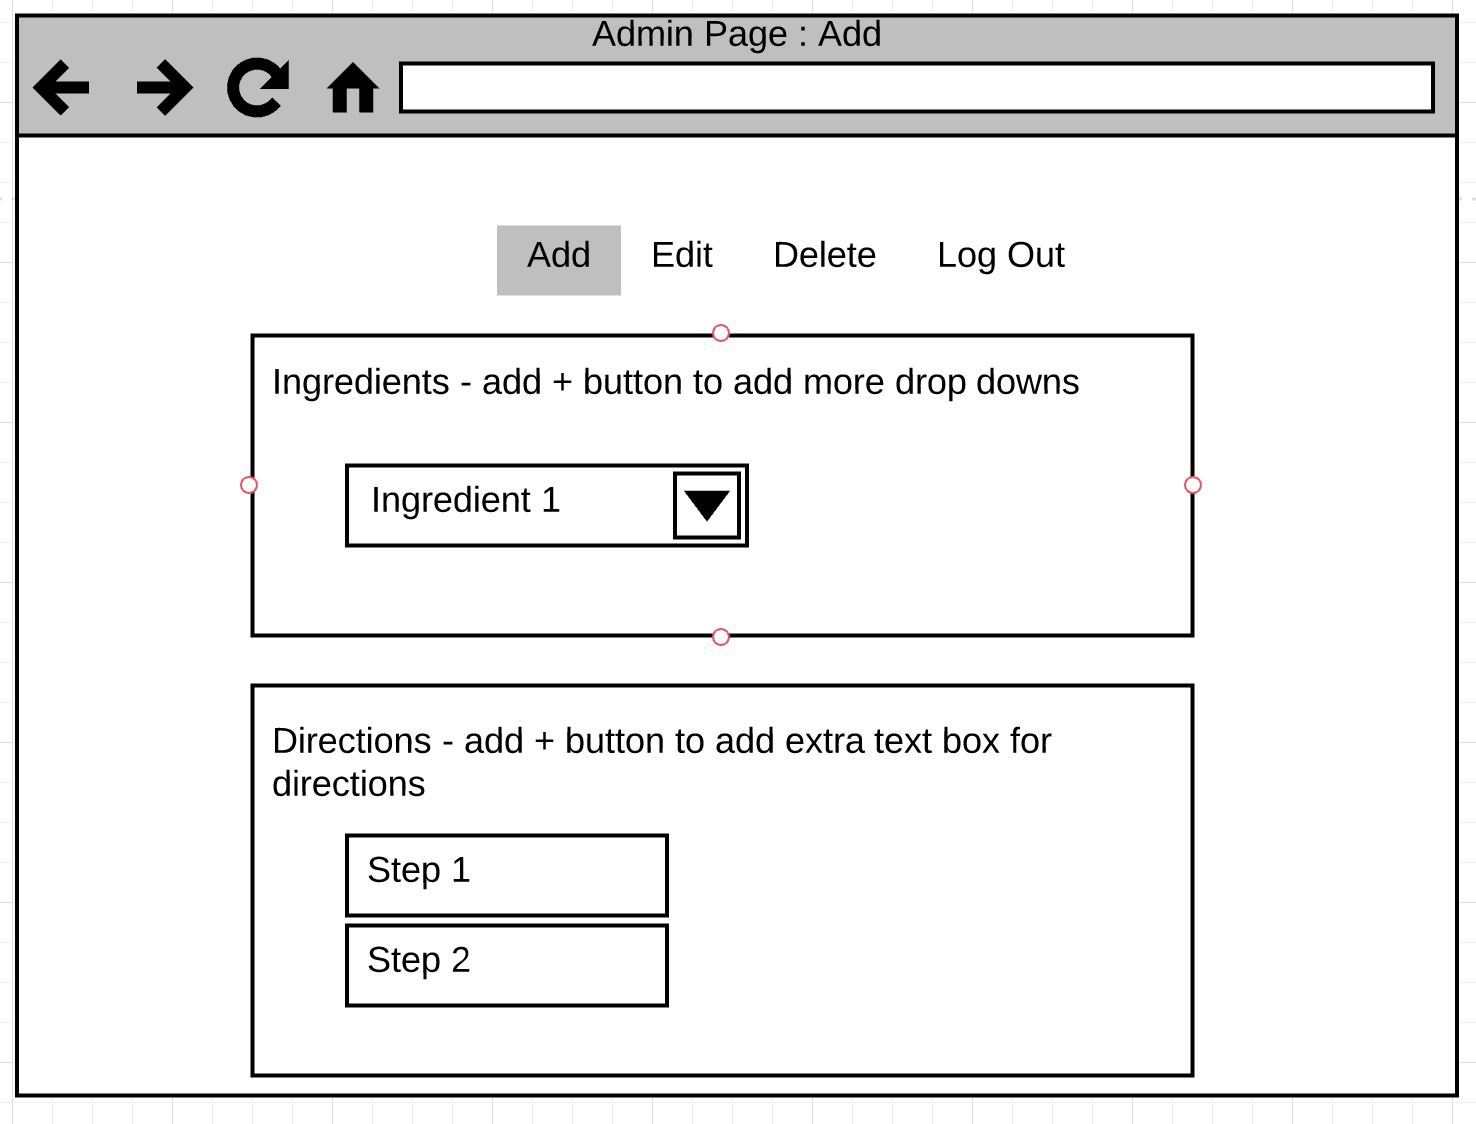 Admin Page : Add
Add Edit Delete Log Out
Ingredients - add + button to add more drop downs
Ingredient 1
Directions - add + button to add extra text box for
directions
Step 1
Step 2